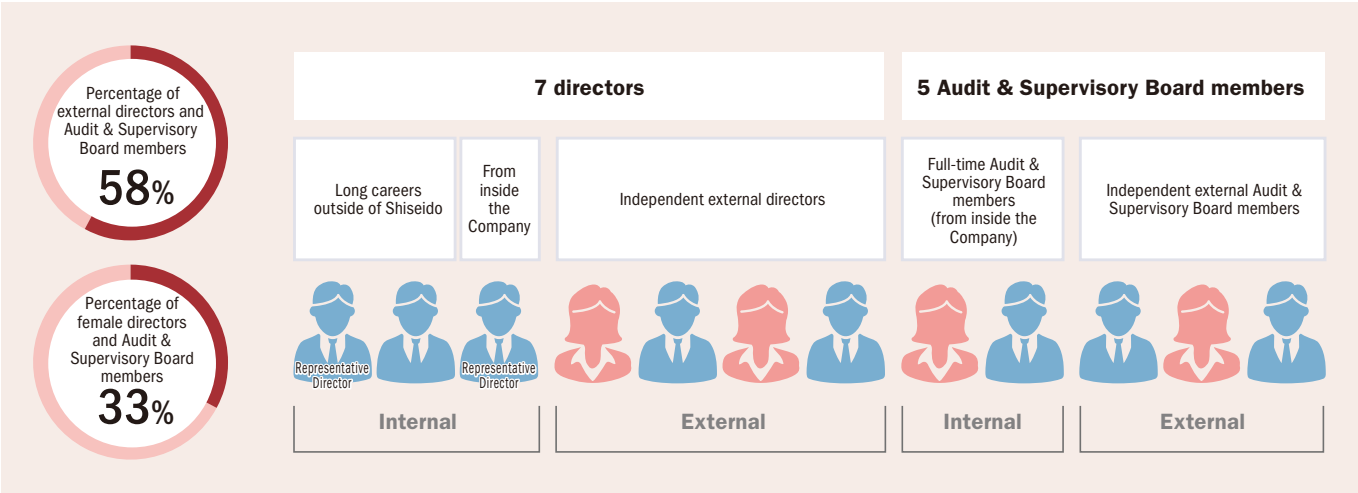 Percentage of
external directors and
Audit & Supervisory
Board members
58%
Percentage of
female directors
and Audit &
Supervisory Board
members
33%
7 directors
5 Audit & Supervisory Board members
Long careers
outside of Shiseido
From
inside
the
Company
Independent external directors
Full-time Audit &
Supervisory Board
members
(from inside the
Company)
Independent external Audit &
Supervisory Board members
Representative
Director
Representative
Director
Internal
External
Internal
External